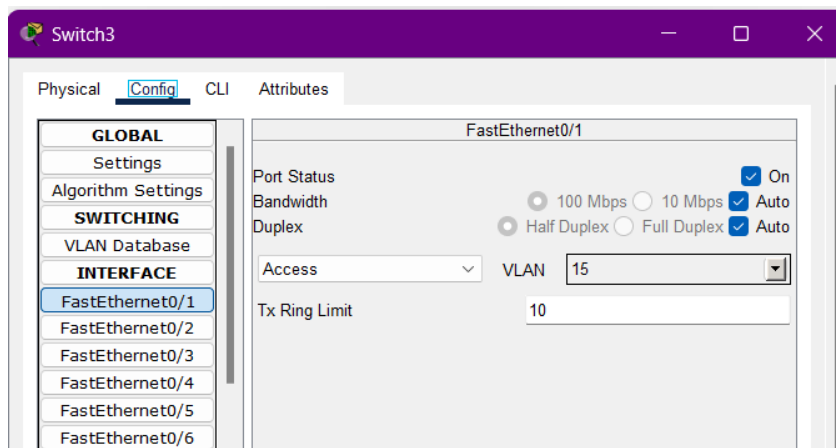 Switch3
Physical Config CLI Attributes
GLOBAL
Settings
Algorithm Settings
SWITCHING
VLAN Database
INTERFACE
FastEthernet0/1
FastEthernet0/2
FastEthernet0/3
FastEthernet0/4
FastEthernet0/5
FastEthernet0/6
FastEthernet0/1
Port Status On
Bandwidth 100 Mbps 10 Mbps Auto
Duplex Half Duplex Full Duplex Auto
Access VLAN 15
Tx Ring Limit 10